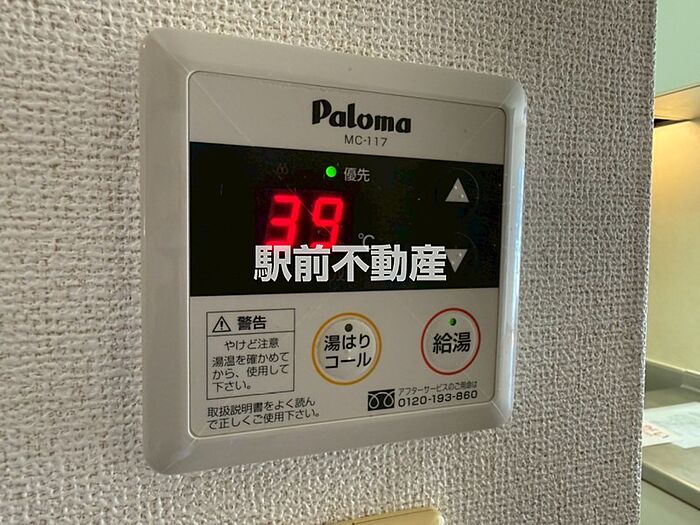 Paloma
MC-117
優先
39
℃
駅前不動産
警告
やけど注意
湯温を確かめて
から、使用して
下さい。
取扱説明書をよく読ん
で正しくご使用下さい。
湯はり
コール
給湯
アフターサービスのご用命は
0120-193-860